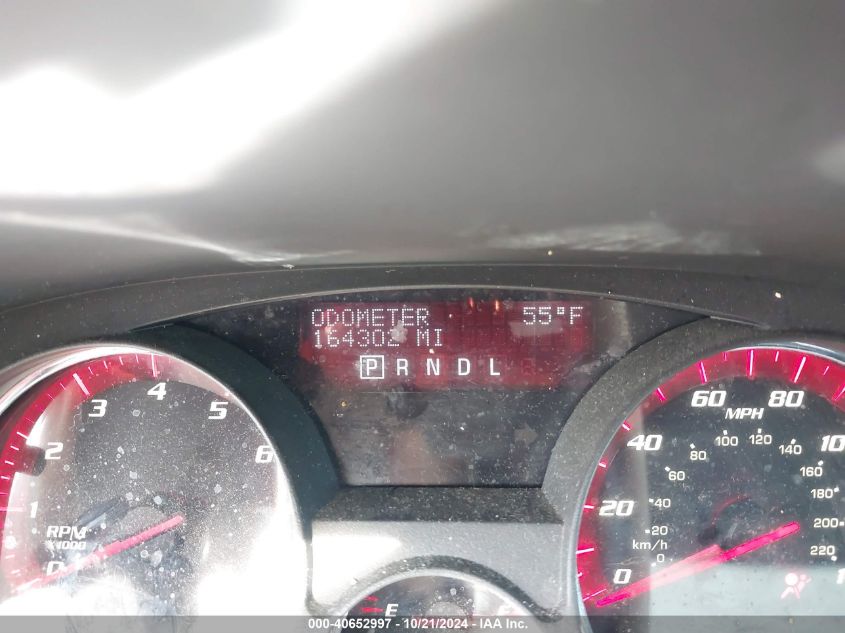 ODOMETER 55°F
164302 MI
P R N D L
0 1 2 3 4 5 6
RPM
x1000
0 20 40 60 80
MPH
0 20 40 60 80 100 120 140 160 180 200 220
km/h
E
000-40652997 - 10/21/2024 - IAA Inc.